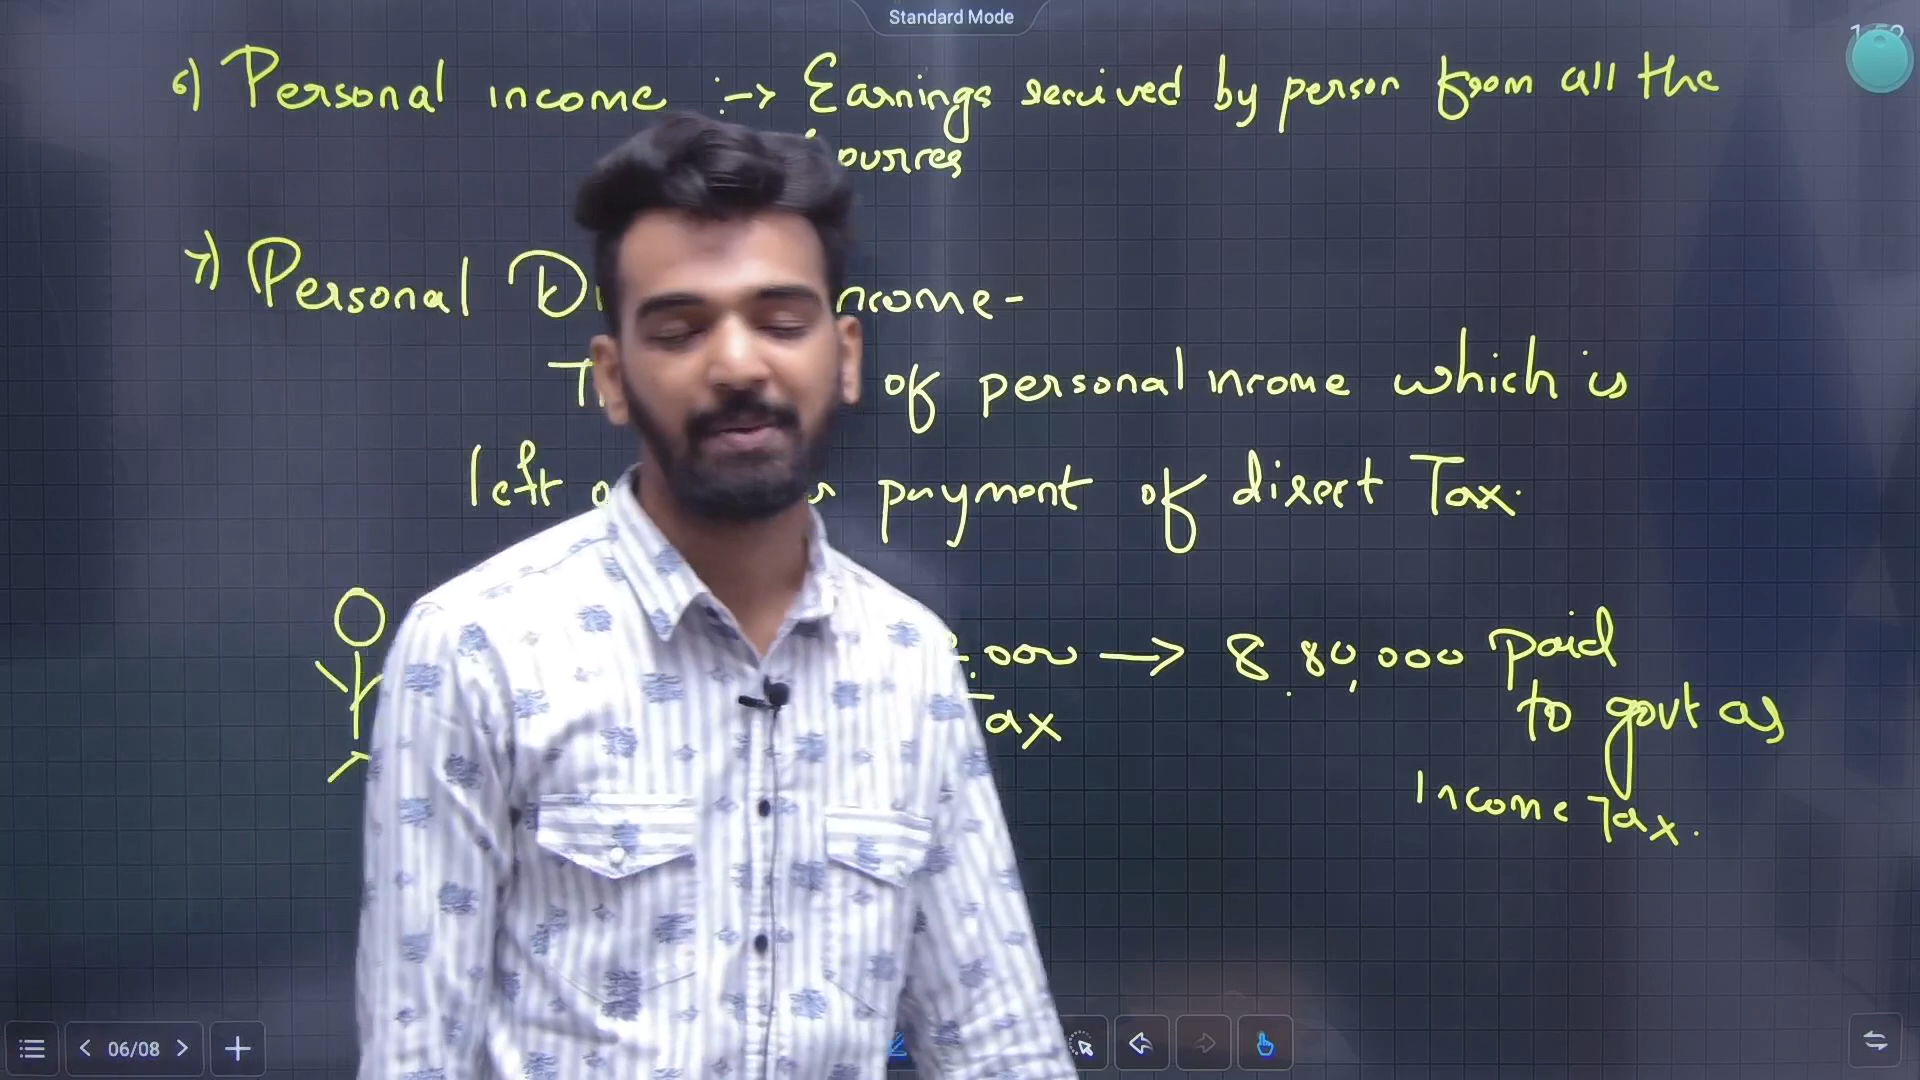 Standard Mode
6) Personal income :-> Earnings received by person from all the
sources
7) Personal ncome -
of personal income which is
left payment of direct Tax.
000 → 8.80,000 paid
Tax to govt as
Income Tax.
06/08